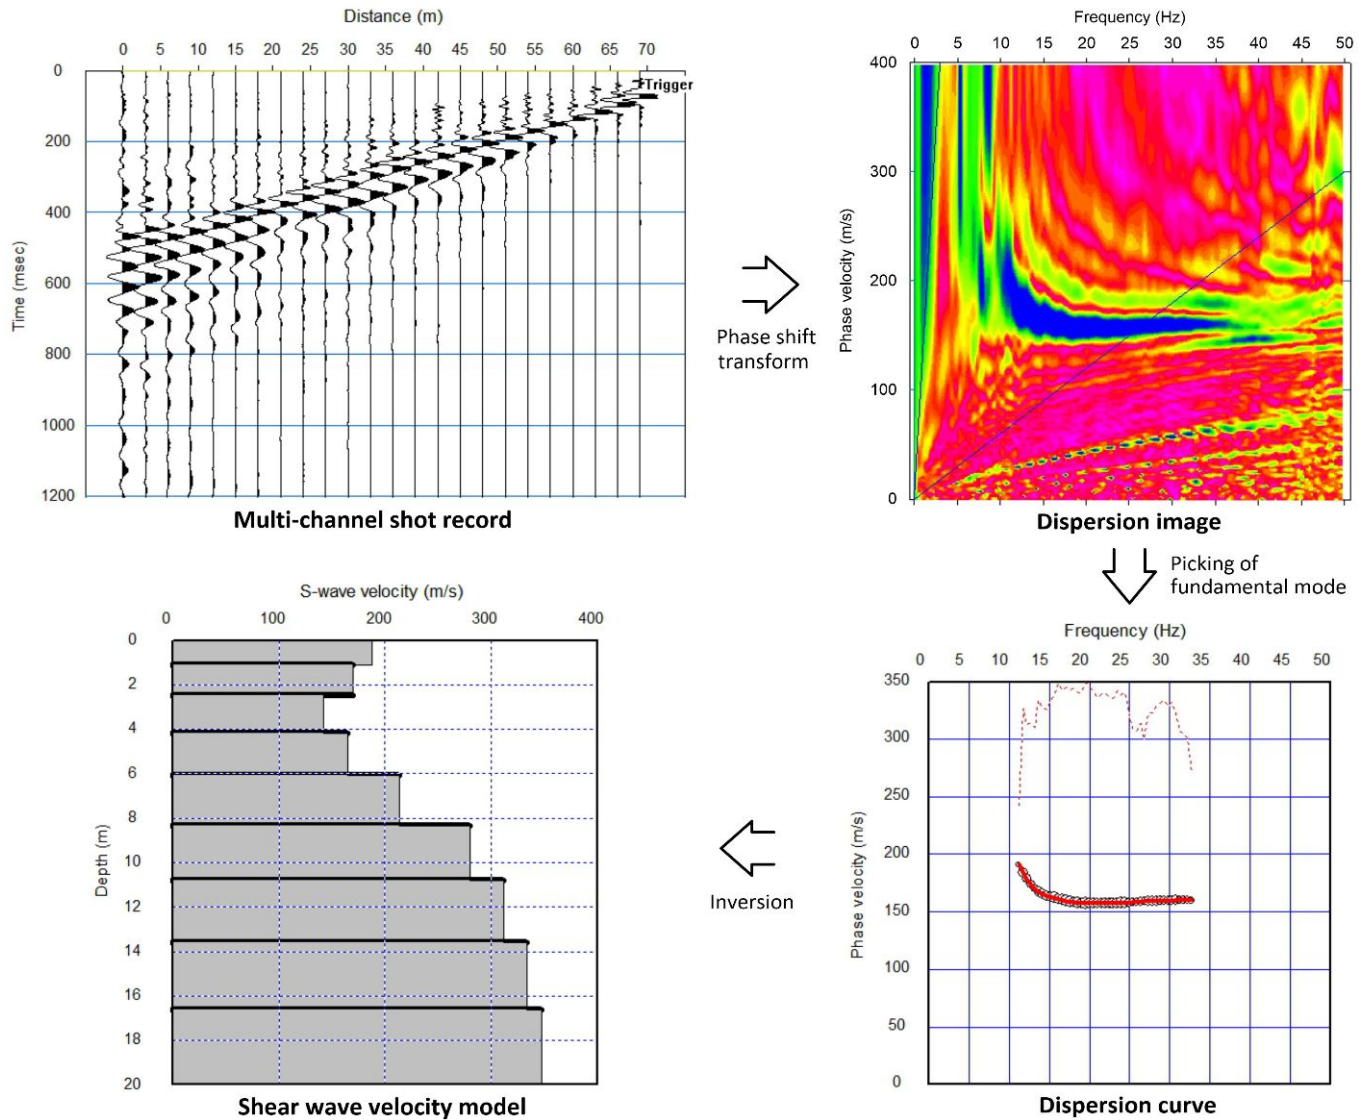 Distance (m)
0 5 10 15 20 25 30 35 40 45 50 55 60 65 70
Trigger
0
200
400
600
800
1000
1200
Time (msec)
Multi-channel shot record
Phase shift
transform
Frequency (Hz)
0 5 10 15 20 25 30 35 40 45 50
400
300
200
100
0
Phase velocity (m/s)
Dispersion image
Picking of
fundamental mode
Frequency (Hz)
0 5 10 15 20 25 30 35 40 45 50
350
300
250
200
150
100
50
0
Phase velocity (m/s)
Dispersion curve
Inversion
S-wave velocity (m/s)
0 100 200 300 400
0
2
4
6
8
10
12
14
16
18
20
Depth (m)
Shear wave velocity model